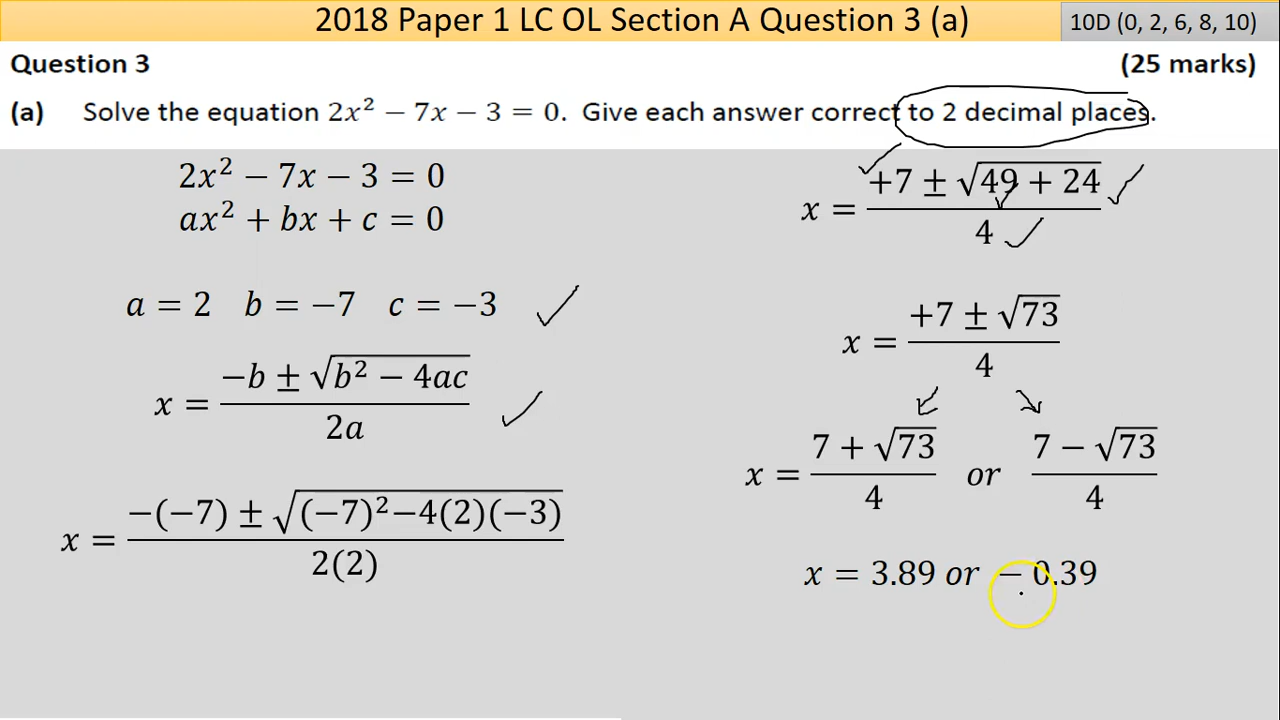 2018 Paper 1 LC OL Section A Question 3 (a)
10D (0, 2, 6, 8, 10)
Question 3 (25 marks)
(a) Solve the equation 2x² − 7x − 3 = 0. Give each answer correct to 2 decimal places.
2x² − 7x − 3 = 0
ax² + bx + c = 0
a = 2 b = −7 c = −3
x = (−b ± √(b² − 4ac)) / 2a
x = (−(−7) ± √((−7)²−4(2)(−3))) / 2(2)
x = (+7 ± √(49 + 24)) / 4
x = (+7 ± √73) / 4
x = (7 + √73) / 4 or (7 − √73) / 4
x = 3.89 or − 0.39